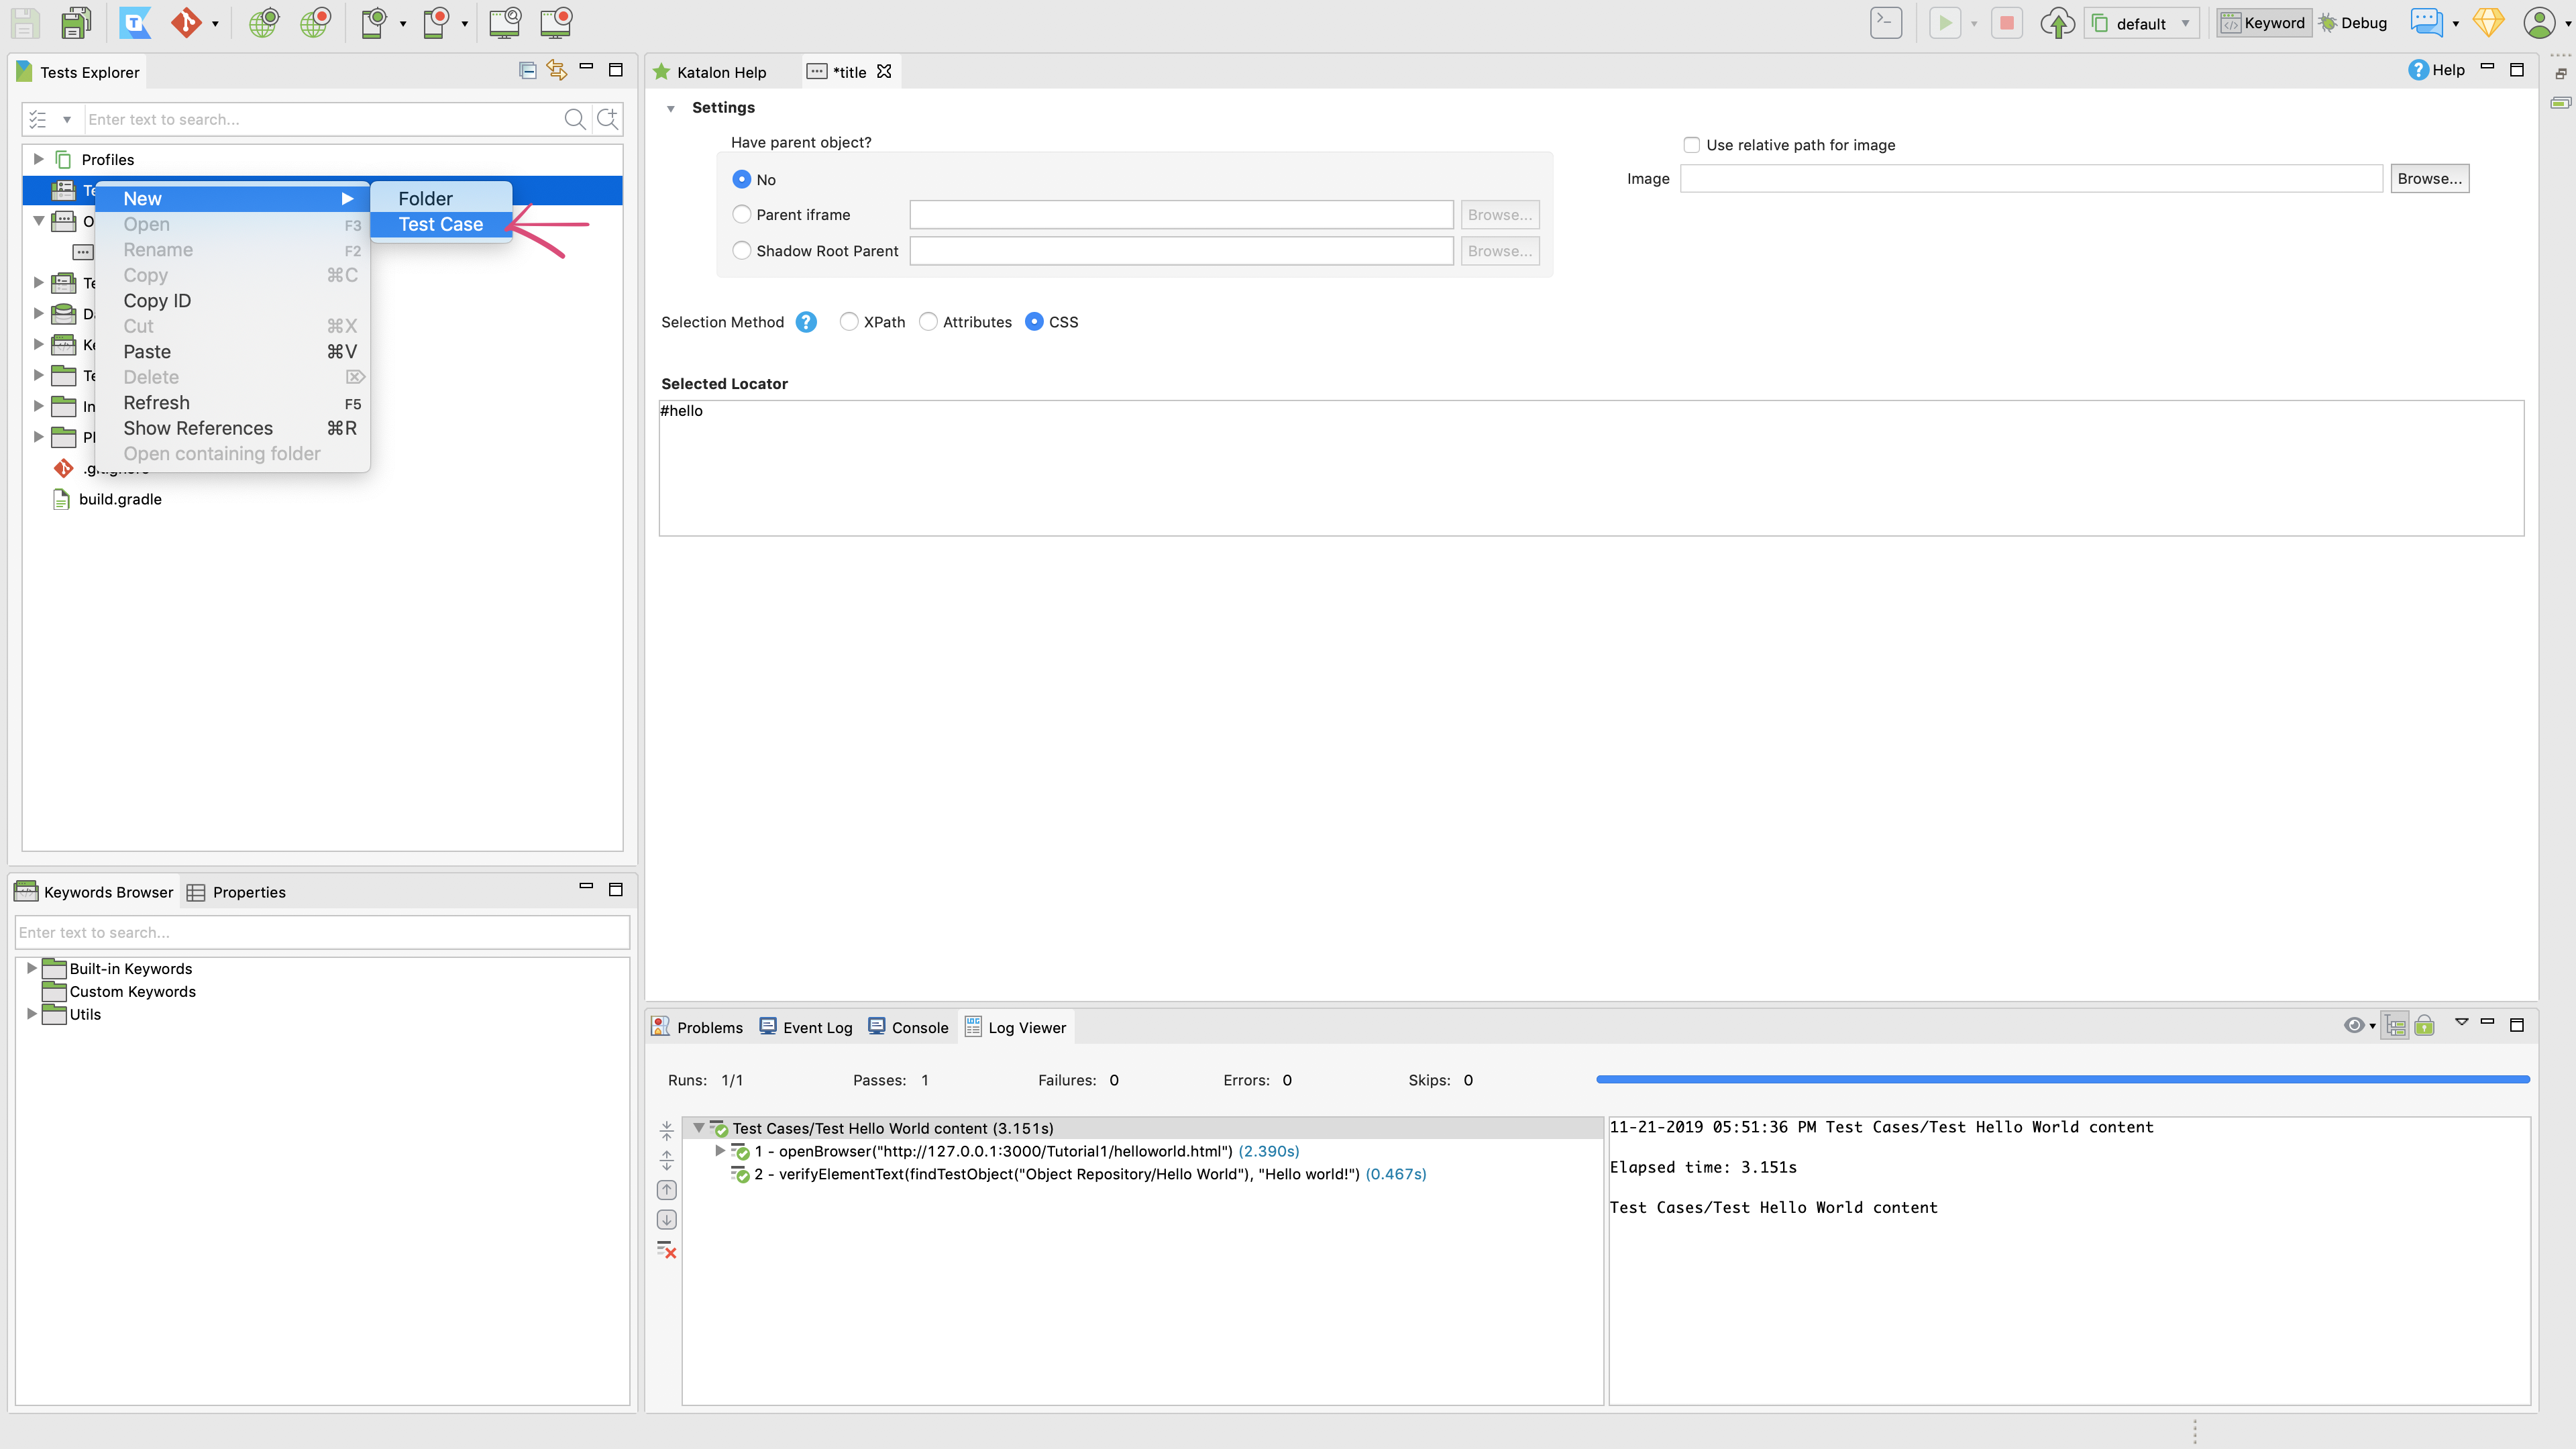 default
Keyword
Debug
Tests Explorer
Enter text to search...
Profiles
New
Open F3
Rename F2
Copy ⌘C
Copy ID
Cut ⌘X
Paste ⌘V
Delete
Refresh F5
Show References ⌘R
Open containing folder
Folder
Test Case
build.gradle
Katalon Help
*title
Help
Settings
Have parent object?
No
Parent iframe
Browse...
Shadow Root Parent
Browse...
Use relative path for image
Image
Browse...
Selection Method
XPath
Attributes
CSS
Selected Locator
#hello
Keywords Browser
Properties
Enter text to search...
Built-in Keywords
Custom Keywords
Utils
Problems
Event Log
Console
Log Viewer
Runs: 1/1
Passes: 1
Failures: 0
Errors: 0
Skips: 0
Test Cases/Test Hello World content (3.151s)
1 - openBrowser("http://127.0.0.1:3000/Tutorial1/helloworld.html") (2.390s)
2 - verifyElementText(findTestObject("Object Repository/Hello World"), "Hello world!") (0.467s)
11-21-2019 05:51:36 PM Test Cases/Test Hello World content
Elapsed time: 3.151s
Test Cases/Test Hello World content